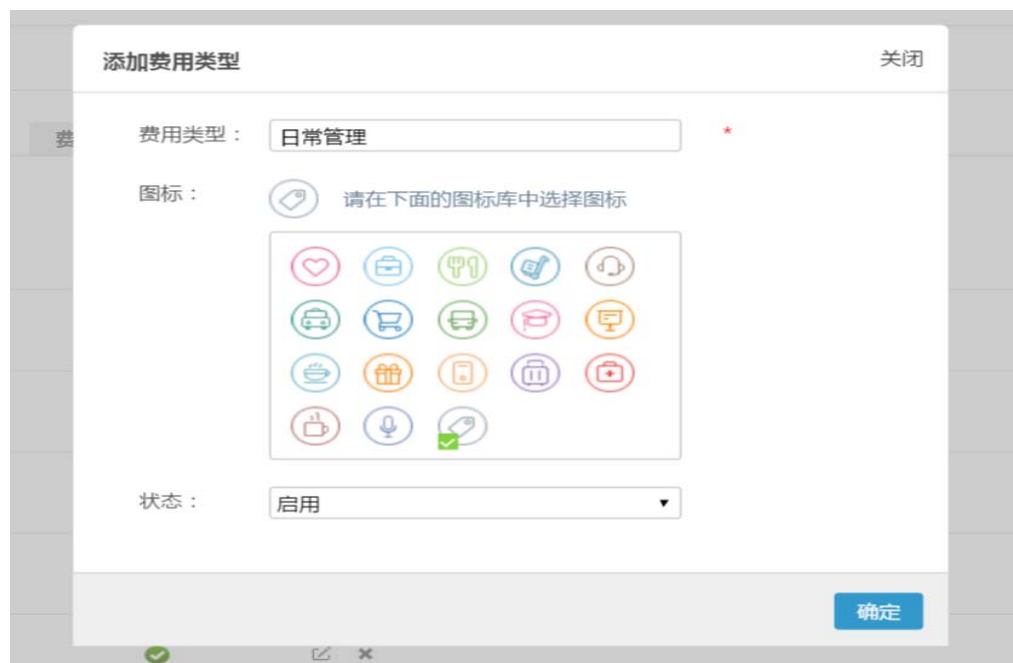 添加费用类型 关闭
费
费用类型： 日常管理 *
图标： 请在下面的图标库中选择图标
状态： 启用
确定